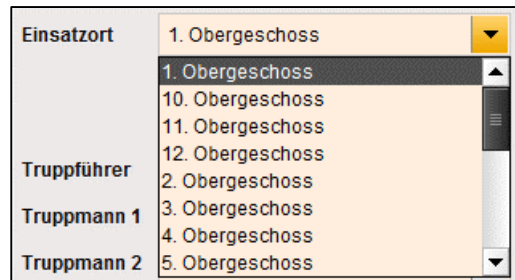 Einsatzort 1. Obergeschoss
1. Obergeschoss
10. Obergeschoss
11. Obergeschoss
12. Obergeschoss
Truppführer
2. Obergeschoss
3. Obergeschoss
Truppmann 1
4. Obergeschoss
Truppmann 2
5. Obergeschoss